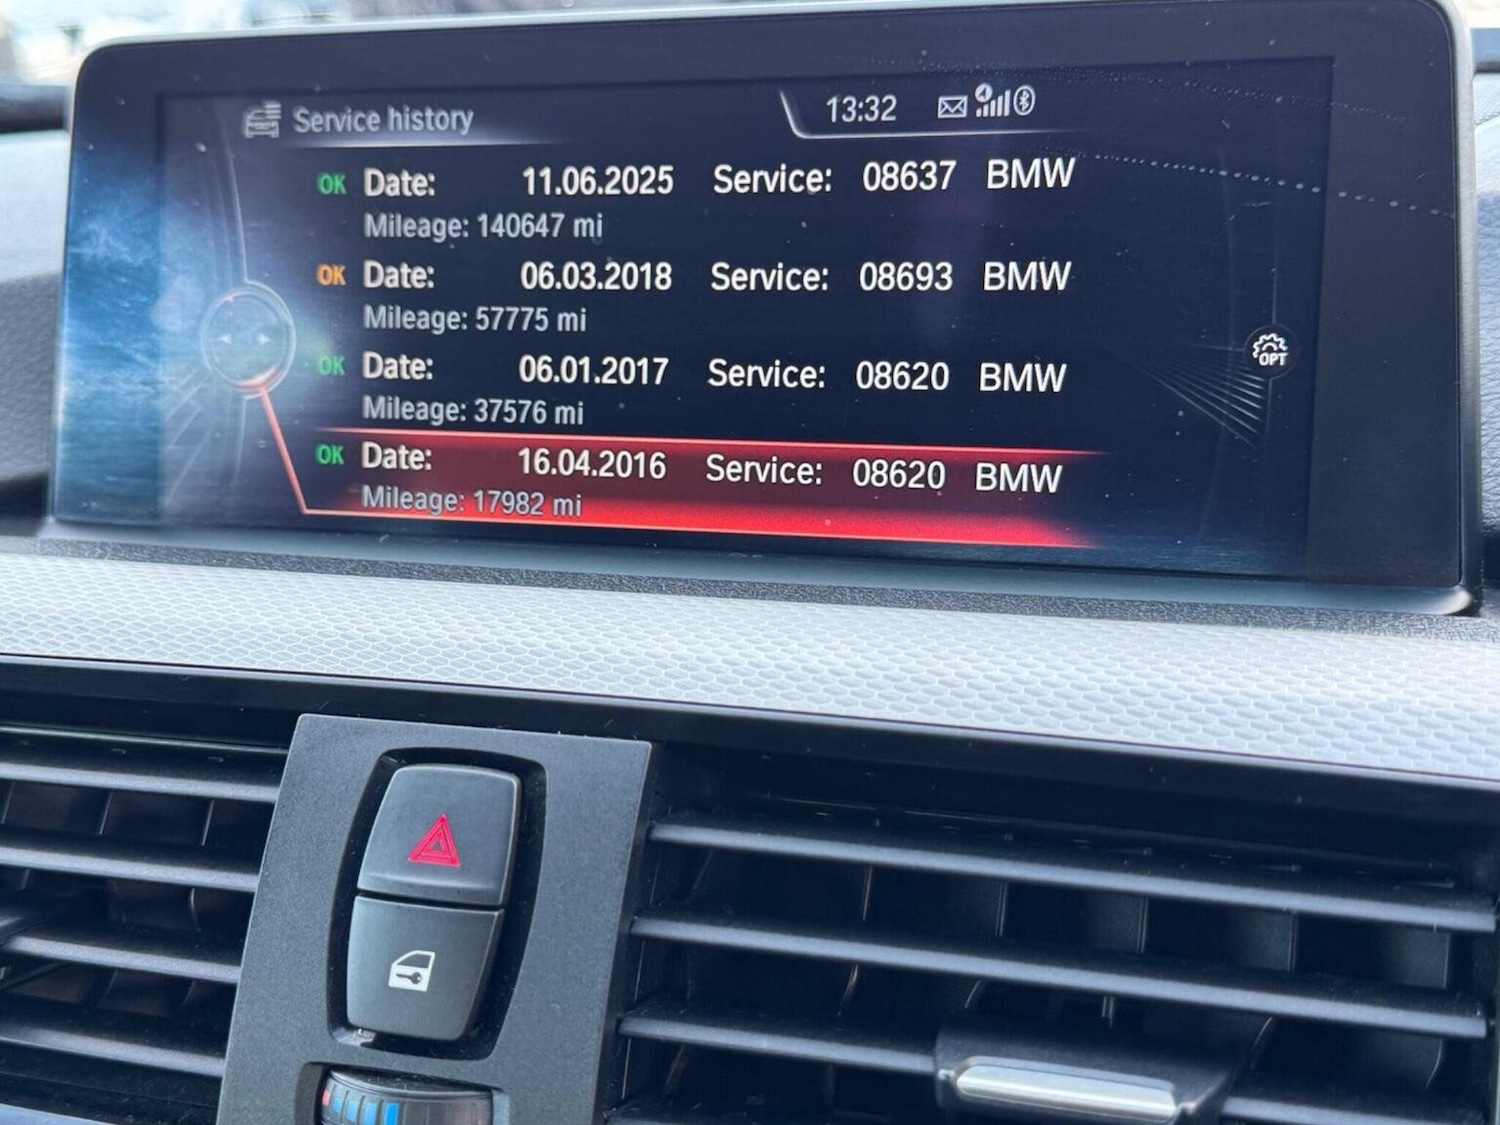 Service history 13:32
OK Date: 11.06.2025 Service: 08637 BMW
Mileage: 140647 mi
OK Date: 06.03.2018 Service: 08693 BMW
Mileage: 57775 mi
OPT
OK Date: 06.01.2017 Service: 08620 BMW
Mileage: 37576 mi
OK Date: 16.04.2016 Service: 08620 BMW
Mileage: 17982 mi